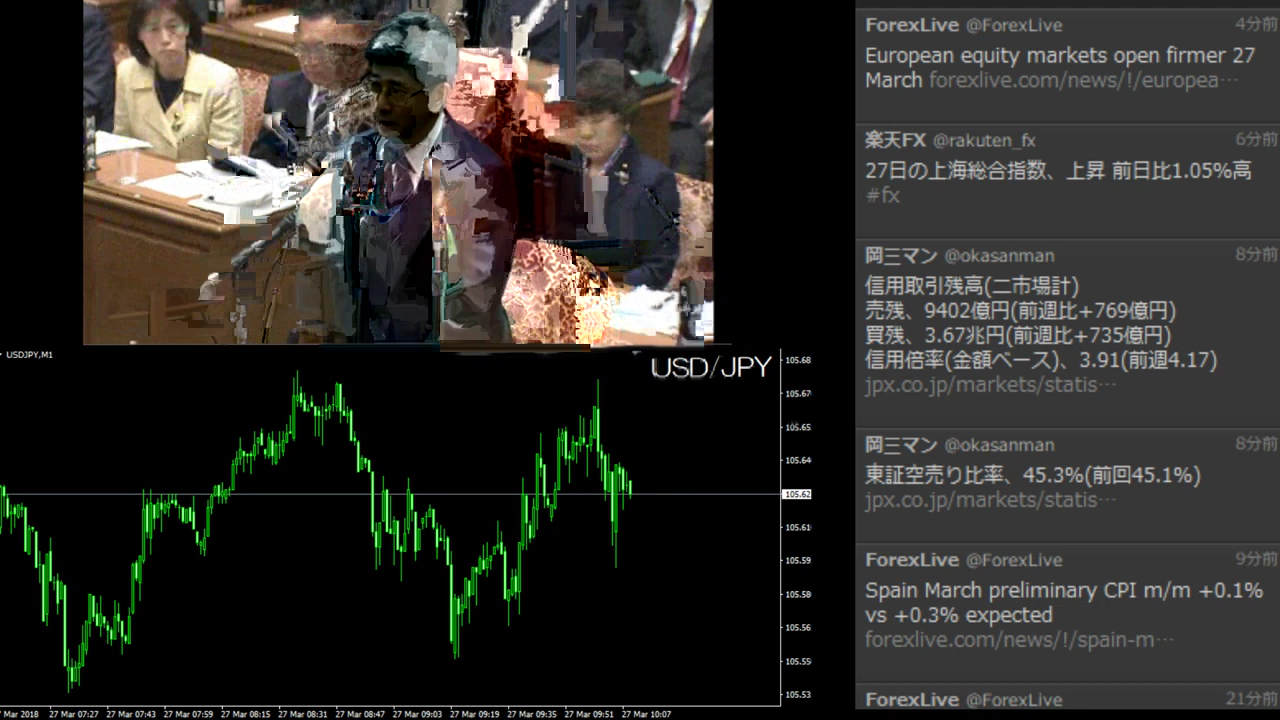 USDJPY,M1
USD/JPY
105.68
105.67
105.65
105.64
105.62
105.61
105.59
105.58
105.56
105.55
105.53
7 Mar 2018
27 Mar 07:27
27 Mar 07:43
27 Mar 07:59
27 Mar 08:15
27 Mar 08:31
27 Mar 08:47
27 Mar 09:03
27 Mar 09:19
27 Mar 09:35
27 Mar 09:51
27 Mar 10:07
ForexLive @ForexLive 4分前
European equity markets open firmer 27
March forexlive.com/news/!/europea…
楽天FX @rakuten_fx 6分前
27日の上海総合指数、上昇 前日比1.05%高
#fx
岡三マン @okasanman 8分前
信用取引残高(二市場計)
売残、9402億円(前週比+769億円)
買残、3.67兆円(前週比+735億円)
信用倍率(金額ベース)、3.91(前週4.17)
jpx.co.jp/markets/statis…
岡三マン @okasanman 8分前
東証空売り比率、45.3%(前回45.1%)
jpx.co.jp/markets/statis…
ForexLive @ForexLive 9分前
Spain March preliminary CPI m/m +0.1%
vs +0.3% expected
forexlive.com/news/!/spain-m…
ForexLive @ForexLive 21分前